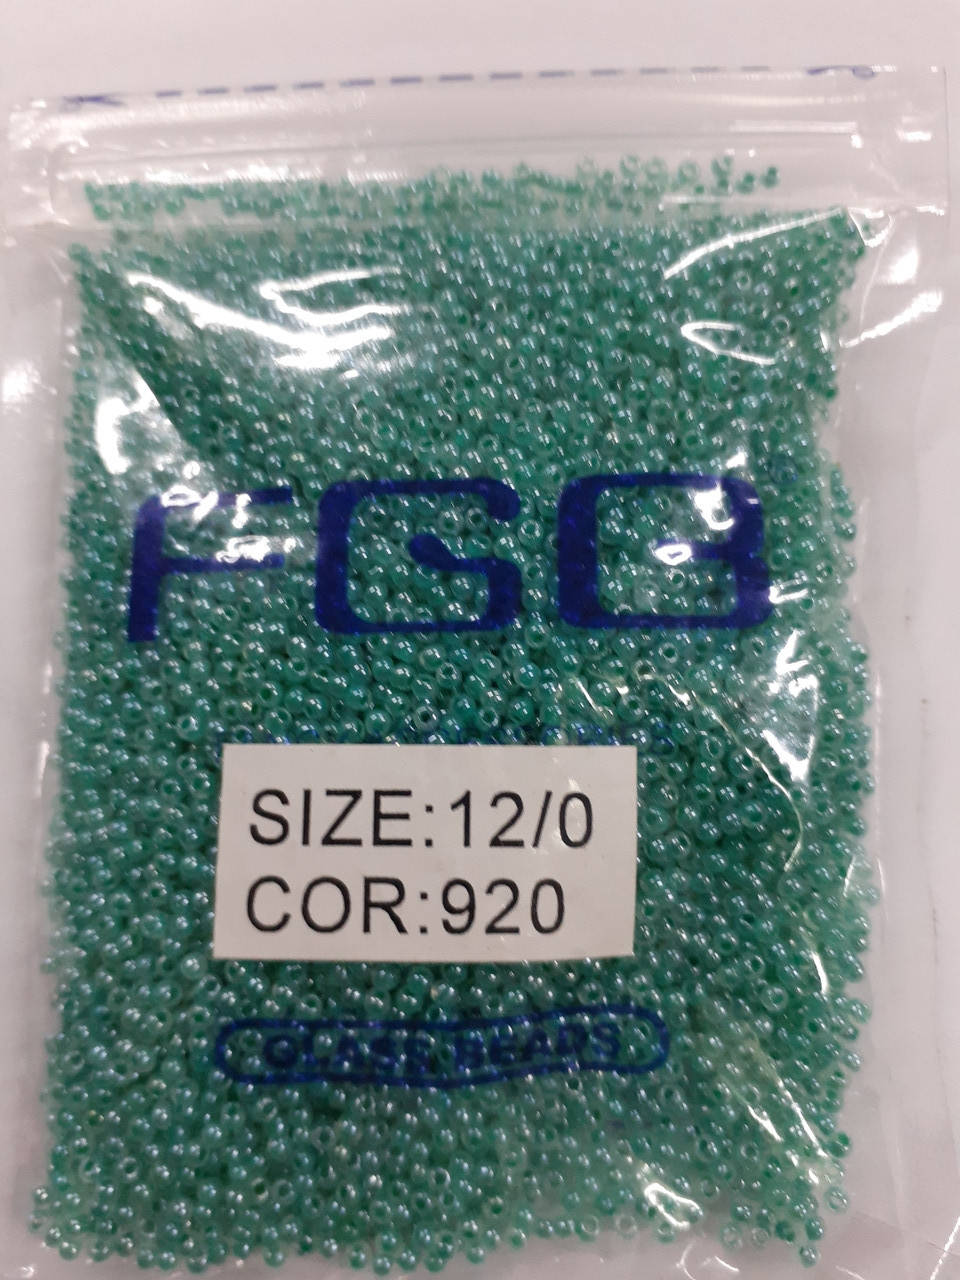 FGB
SIZE:12/0
COR:920
GLASS BEADS